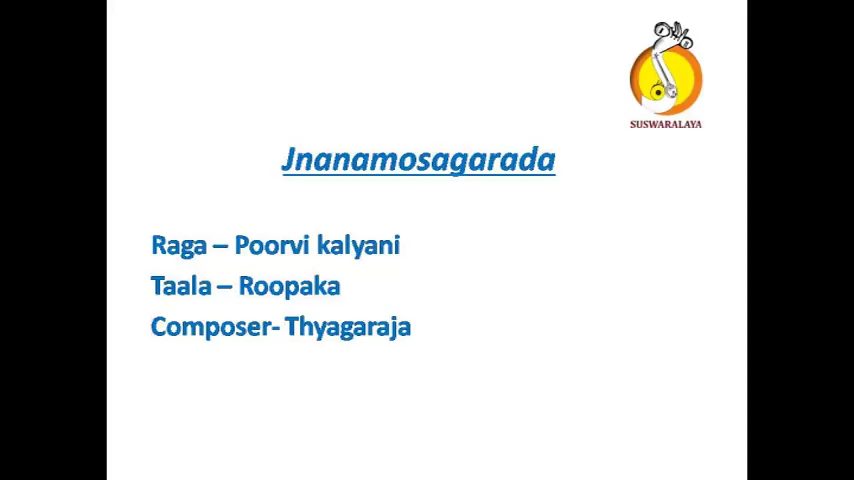 SUSWARALAYA
Jnanamosagarada
Raga – Poorvi kalyani
Taala – Roopaka
Composer- Thyagaraja